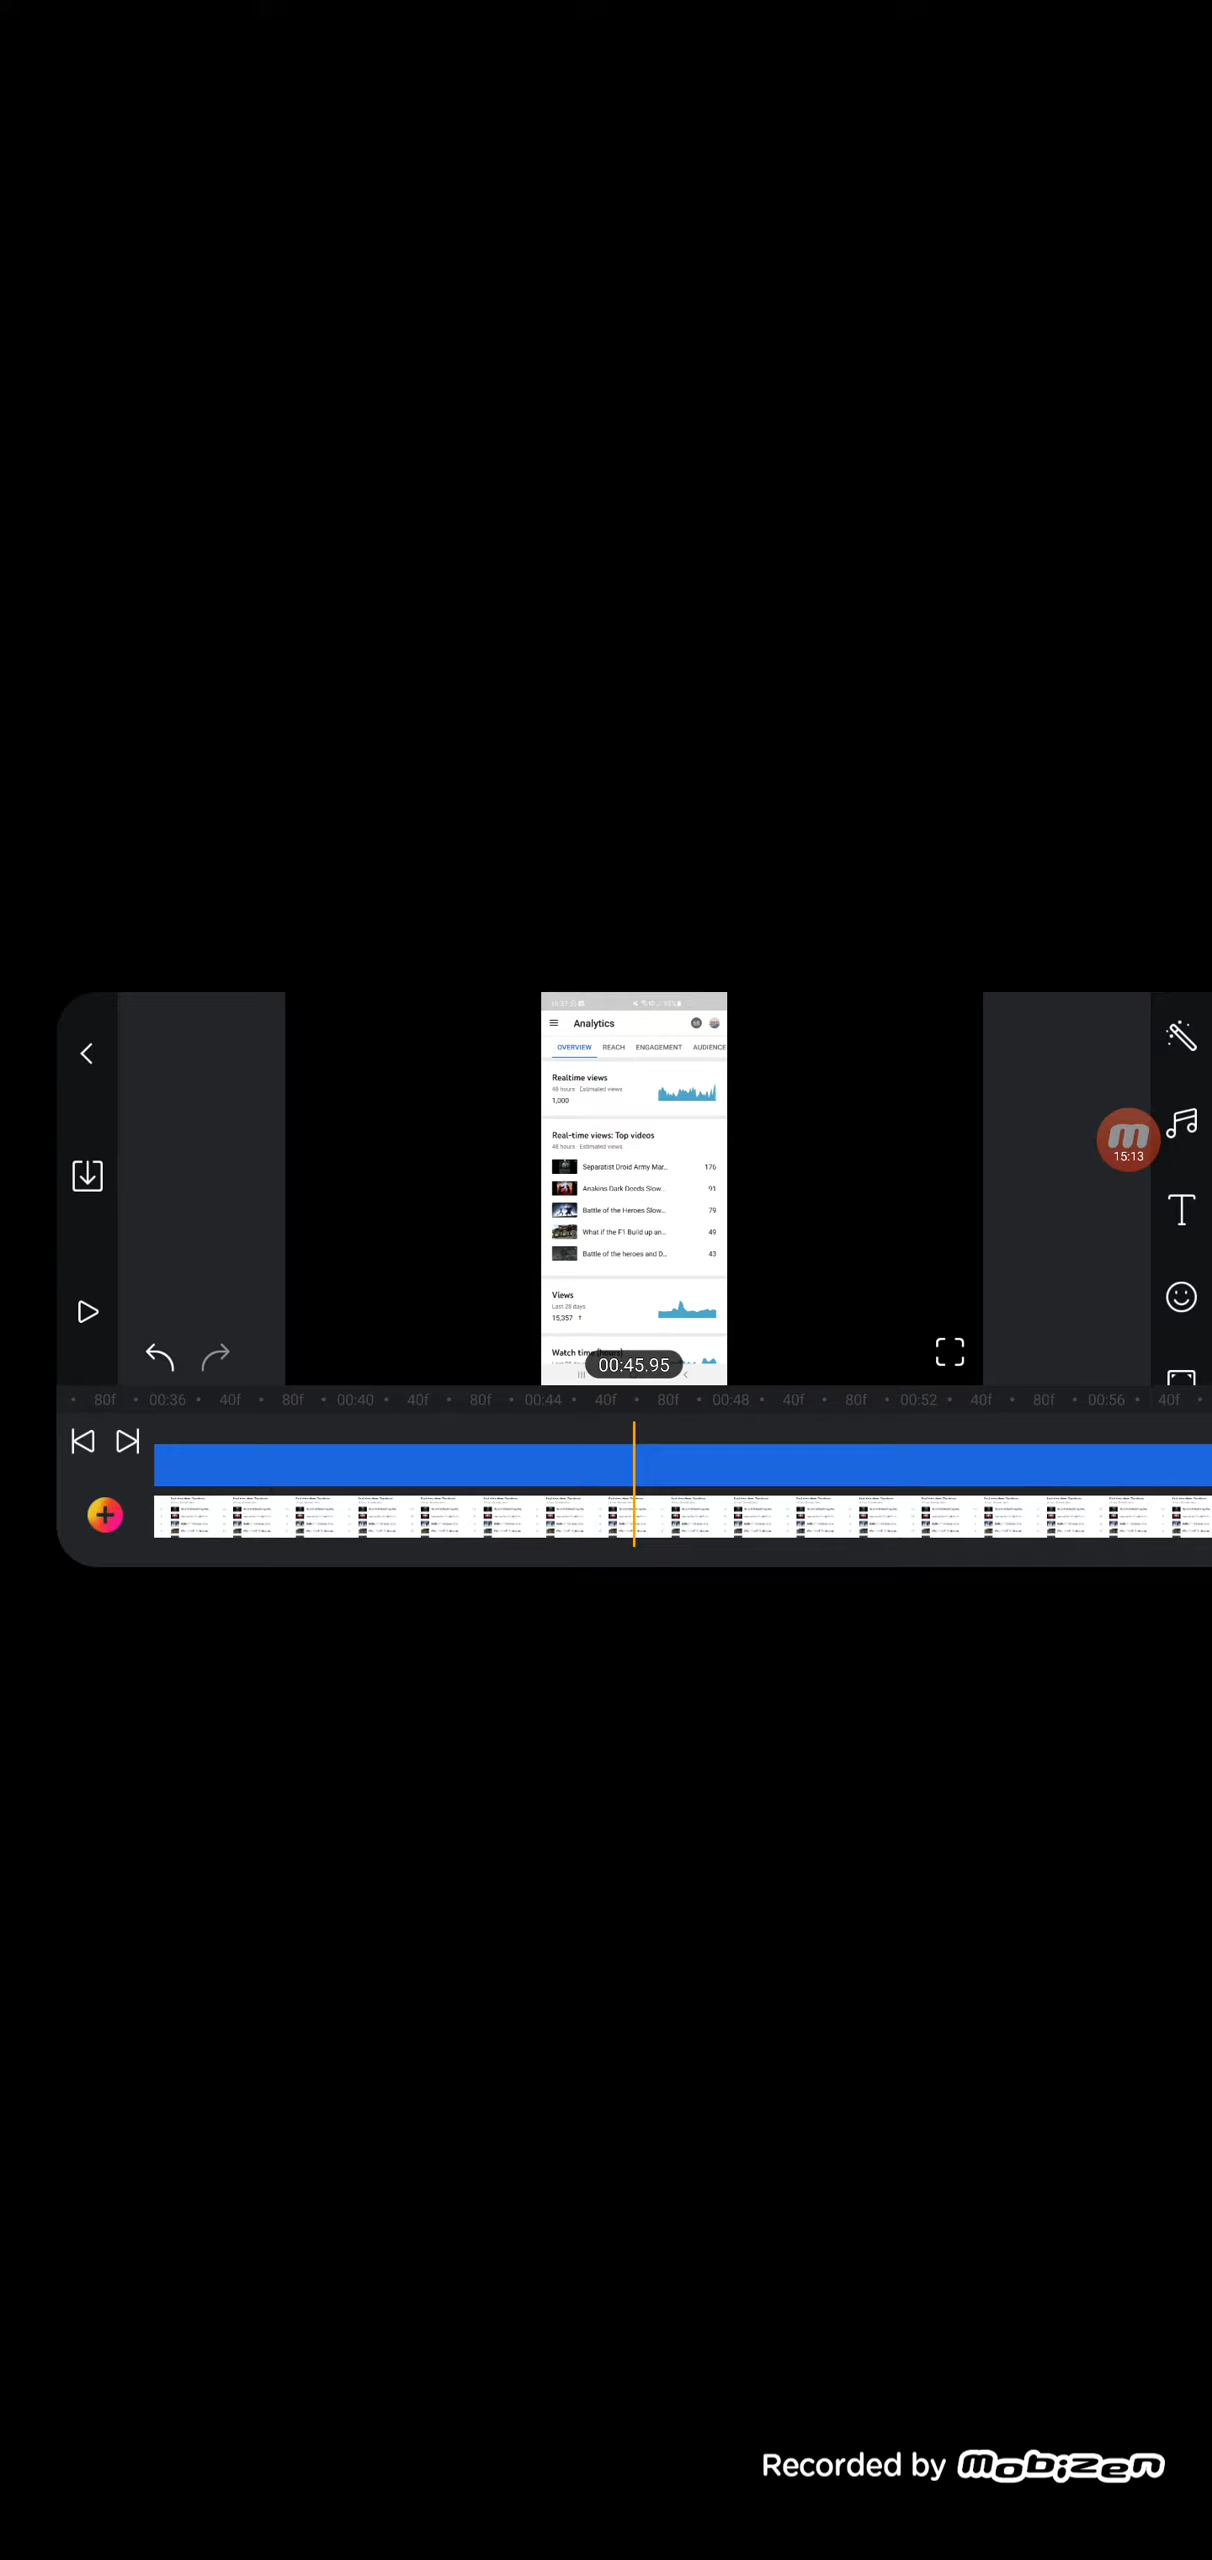 Analytics
OVERVIEW REACH ENGAGEMENT AUDIENCE
Realtime views
48 hours · Estimated views
1,000
Real-time views: Top videos
48 hours · Estimated views
Separatist Droid Army Mar... 176
Anakins Dark Deeds Slow... 91
Battle of the Heroes Slow... 79
What if the F1 Build up an... 49
Battle of the heroes and D... 43
Views
Last 28 days
15,357 ↑
Watch time (hours)
15:13
00:45.95
80f 00:36 40f 80f 00:40 40f 80f 00:44 40f 80f 00:48 40f 80f 00:52 40f 80f 00:56 40f
Recorded by mobizen